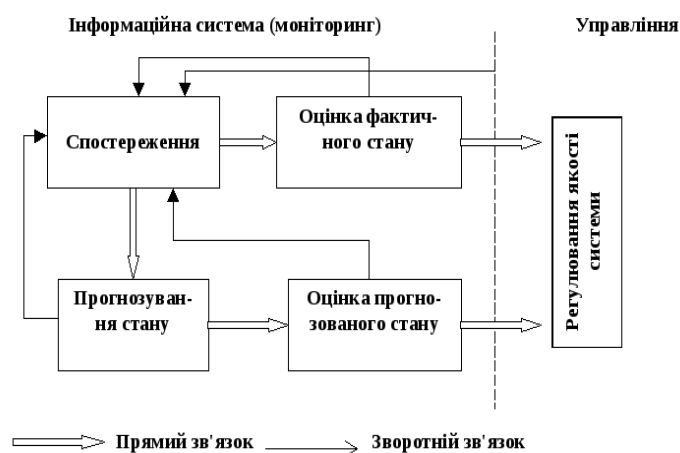 Інформаційна система (моніторинг)
Управління
Спостереження
Оцінка фактич-
ного стану
Регулювання якості
системи
Прогнозуван-
ня стану
Оцінка прогно-
зованого стану
Прямий зв'язок
Зворотній зв'язок